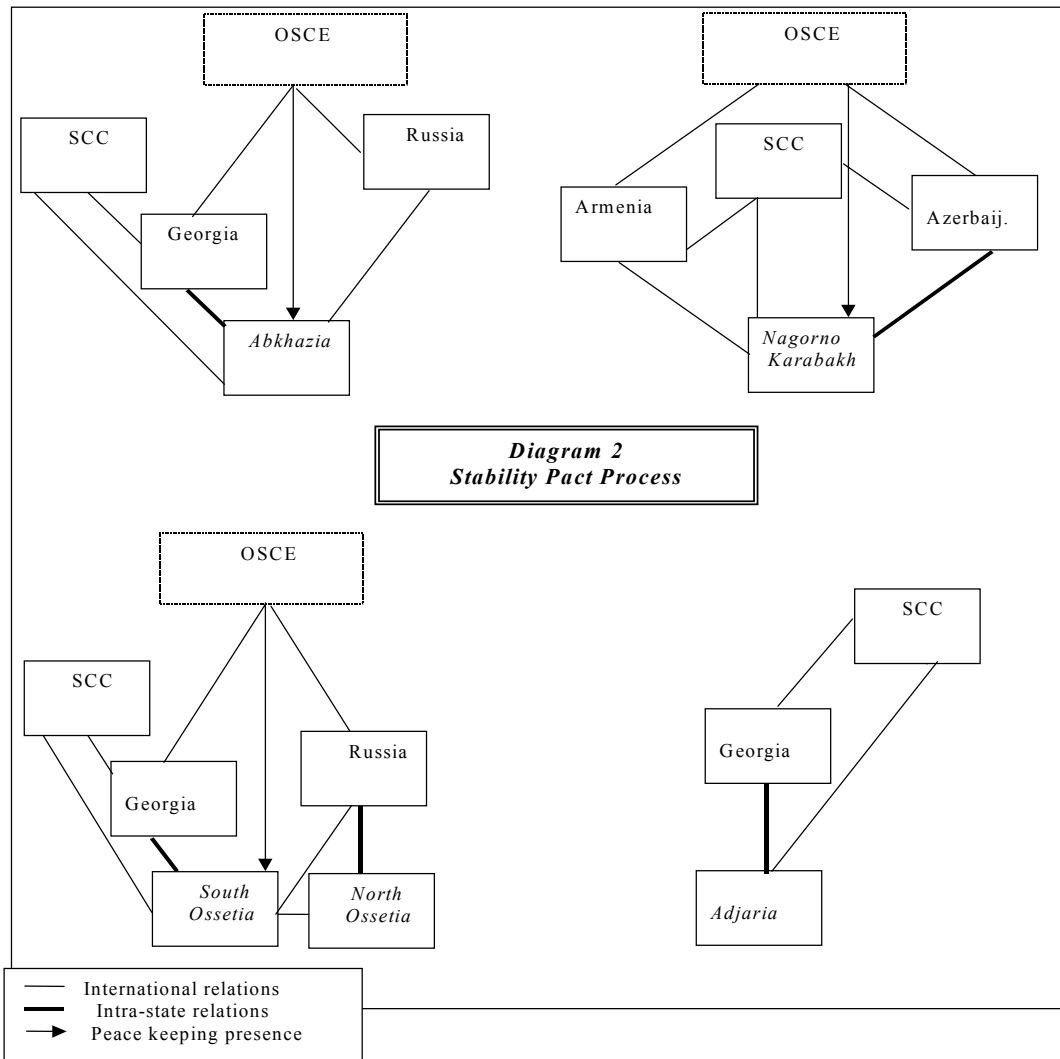 OSCE
SCC
Russia
Georgia
Abkhazia
OSCE
SCC
Armenia
Azerbaij.
Nagorno
Karabakh
Diagram 2
Stability Pact Process
OSCE
SCC
Russia
Georgia
South
Ossetia
North
Ossetia
SCC
Georgia
Adjaria
International relations
Intra-state relations
Peace keeping presence